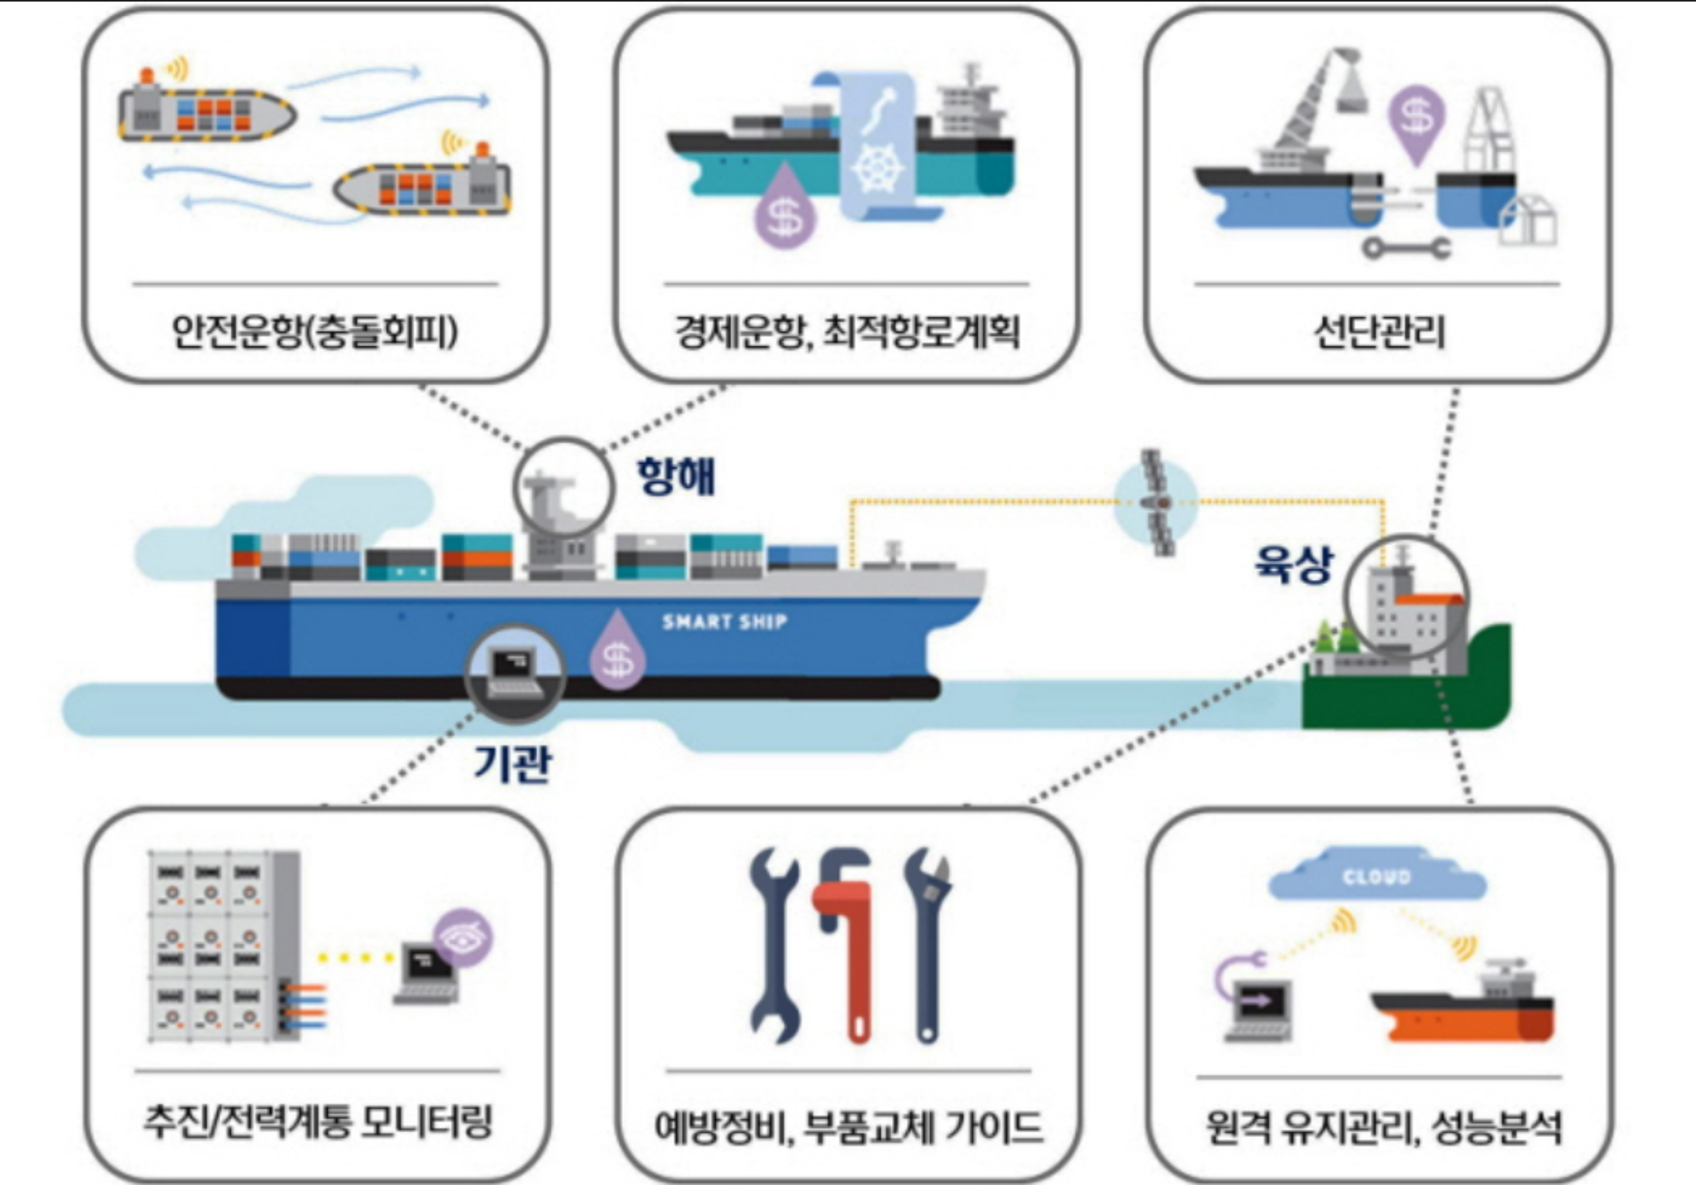 안전운항(충돌회피)
경제운항, 최적항로계획
선단관리
항해
육상
SMART SHIP
기관
CLOUD
추진/전력계통 모니터링
예방정비, 부품교체 가이드
원격 유지관리, 성능분석